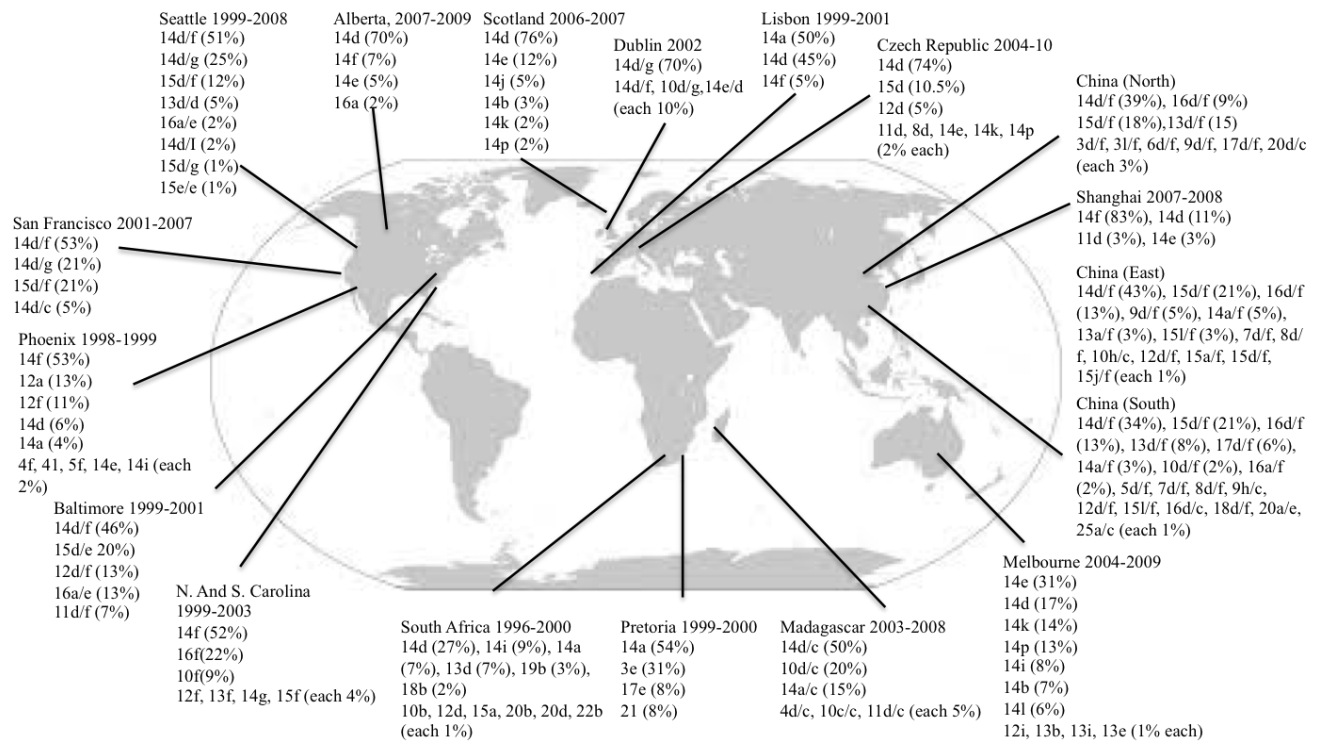 Seattle 1999-2008
14d/f (51%)
14d/g (25%)
15d/f (12%)
13d/d (5%)
16a/e (2%)
14d/I (2%)
15d/g (1%)
15e/e (1%)
Alberta, 2007-2009
14d (70%)
14f (7%)
14e (5%)
16a (2%)
Scotland 2006-2007
14d (76%)
14e (12%)
14j (5%)
14b (3%)
14k (2%)
14p (2%)
Dublin 2002
14d/g (70%)
14d/f, 10d/g,14e/d
(each 10%)
Lisbon 1999-2001
14a (50%)
14d (45%)
14f (5%)
Czech Republic 2004-10
14d (74%)
15d (10.5%)
12d (5%)
11d, 8d, 14e, 14k, 14p
(2% each)
China (North)
14d/f (39%), 16d/f (9%)
15d/f (18%),13d/f (15)
3d/f, 3l/f, 6d/f, 9d/f, 17d/f, 20d/c
(each 3%)
Shanghai 2007-2008
14f (83%), 14d (11%)
11d (3%), 14e (3%)
China (East)
14d/f (43%), 15d/f (21%), 16d/f
(13%), 9d/f (5%), 14a/f (5%),
13a/f (3%), 15l/f (3%), 7d/f, 8d/
f, 10h/c, 12d/f, 15a/f, 15d/f,
15j/f (each 1%)
China (South)
14d/f (34%), 15d/f (21%), 16d/f
(13%), 13d/f (8%), 17d/f (6%),
14a/f (3%), 10d/f (2%), 16a/f
(2%), 5d/f, 7d/f, 8d/f, 9h/c,
12d/f, 15l/f, 16d/c, 18d/f, 20a/e,
25a/c (each 1%)
San Francisco 2001-2007
14d/f (53%)
14d/g (21%)
15d/f (21%)
14d/c (5%)
Phoenix 1998-1999
14f (53%)
12a (13%)
12f (11%)
14d (6%)
14a (4%)
4f, 41, 5f, 14e, 14i (each
2%)
Baltimore 1999-2001
14d/f (46%)
15d/e 20%)
12d/f (13%)
16a/e (13%)
11d/f (7%)
N. And S. Carolina
1999-2003
14f (52%)
16f(22%)
10f(9%)
12f, 13f, 14g, 15f (each 4%)
South Africa 1996-2000
14d (27%), 14i (9%), 14a
(7%), 13d (7%), 19b (3%),
18b (2%)
10b, 12d, 15a, 20b, 20d, 22b
(each 1%)
Pretoria 1999-2000
14a (54%)
3e (31%)
17e (8%)
21 (8%)
Madagascar 2003-2008
14d/c (50%)
10d/c (20%)
14a/c (15%)
4d/c, 10c/c, 11d/c (each 5%)
Melbourne 2004-2009
14e (31%)
14d (17%)
14k (14%)
14p (13%)
14i (8%)
14b (7%)
14l (6%)
12i, 13b, 13i, 13e (1% each)